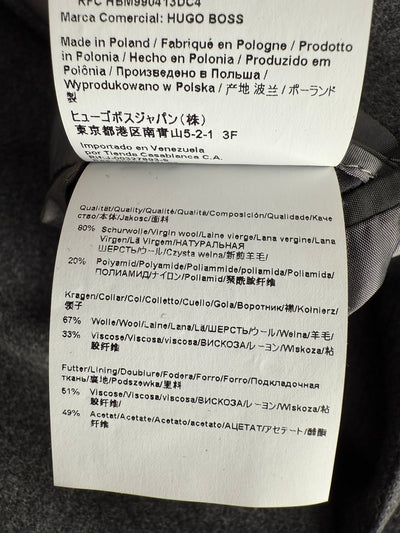 RFC HBM990413DC4
Marca Comercial: HUGO BOSS
Made in Poland / Fabriqué en Pologne / Prodotto
in Polonia / Hecho en Polonia / Produzido em
Polônia / Произведено в Польша /
Wyprodukowano w Polska / 产地 波兰 / ポーランド
製
ヒューゴボスジャパン（株）
東京都港区南青山5-2-1 3F
Importado en Venezuela
por Tienda Casablanca C.A.
Qualität/Quality/Qualité/Qualità/Composición/Qualidade/Каче
ство/本体/Jakosc/面料
80% Schurwolle/Virgin wool/Laine vierge/Lana vergine/Lana
Virgen/Lã Virgem/НАТУРАЛЬНАЯ
ШЕРСТЬ/ウール/Czysta welna/新剪羊毛/
20% Polyamid/Polyamide/Poliammide/poliamida/Poliamida/
ПОЛИАМИД/ナイロン/Poliamid/聚酰胺纤维
Kragen/Collar/Col/Colletto/Cuello/Gola/Воротник/襟/Kolnierz/
领子
67% Wolle/Wool/Laine/Lana/Lã/ШЕРСТЬ/ウール/Welna/羊毛/
33% viscose/Viscosa/viscosa/ВИСКОЗА/レーヨン/Wiskoza/粘
胶纤维
Futter/Lining/Doublure/Fodera/Forro/Forro/Подкладочная
ткань/裏地/Podszewka/里料
51% Viscose/Viscosa/viscosa/ВИСКОЗА/レーヨン/Wiskoza/粘
胶纤维/
49% Acetat/Acetate/Acetato/acetato/АЦЕТАТ/アセテート/醋酯
纤维